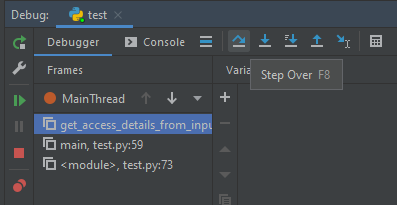 Debug: test
Debugger Console
Frames Varia
Step Over F8
MainThread
get_access_details_from_inpu
main, test.py:59
<module>, test.py:73